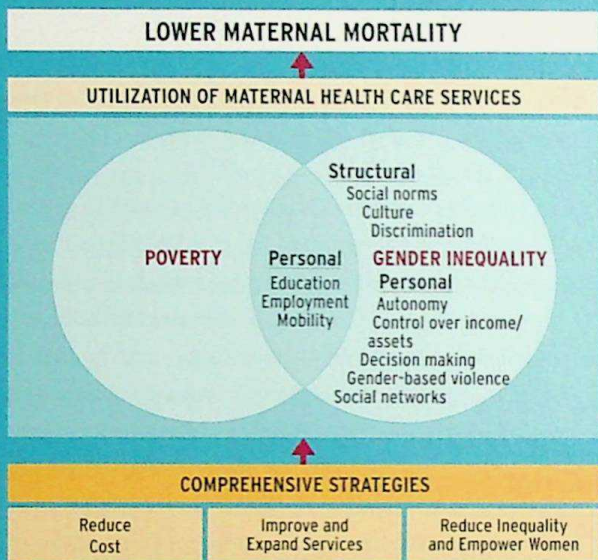 LOWER MATERNAL MORTALITY
UTILIZATION OF MATERNAL HEALTH CARE SERVICES
POVERTY
Personal
Education
Employment
Mobility
Structural
Social norms
Culture
Discrimination
GENDER INEQUALITY
Personal
Autonomy
Control over income/
assets
Decision making
Gender-based violence
Social networks
COMPREHENSIVE STRATEGIES
Reduce
Cost
Improve and
Expand Services
Reduce Inequality
and Empower Women